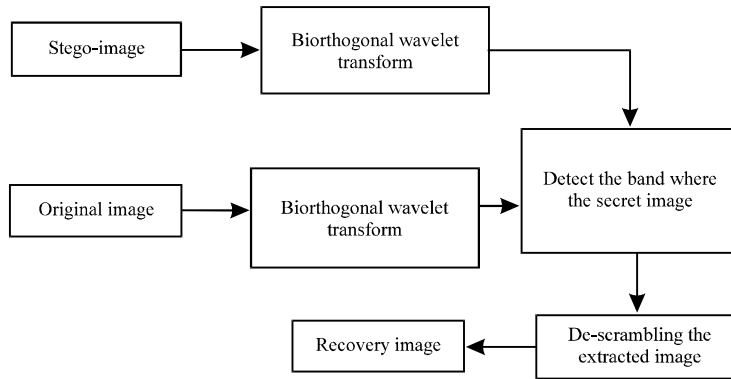 Stego-image
Biorthogonal wavelet
transform
Original image
Biorthogonal wavelet
transform
Detect the band where
the secret image
De-scrambling the
extracted image
Recovery image